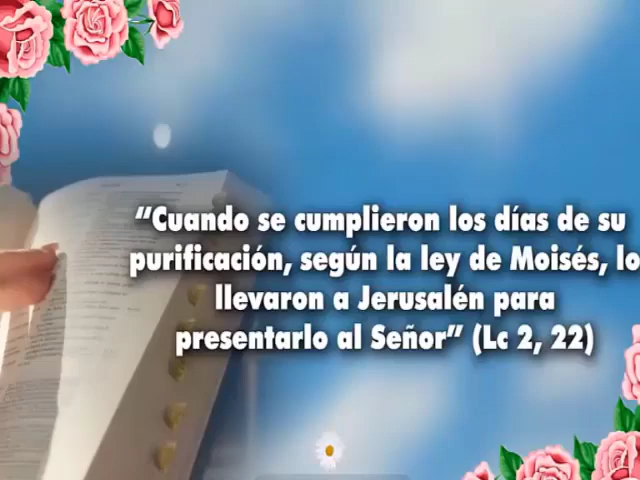 “Cuando se cumplieron los días de su
purificación, según la ley de Moisés, lo
llevaron a Jerusalén para
presentarlo al Señor” (Lc 2, 22)